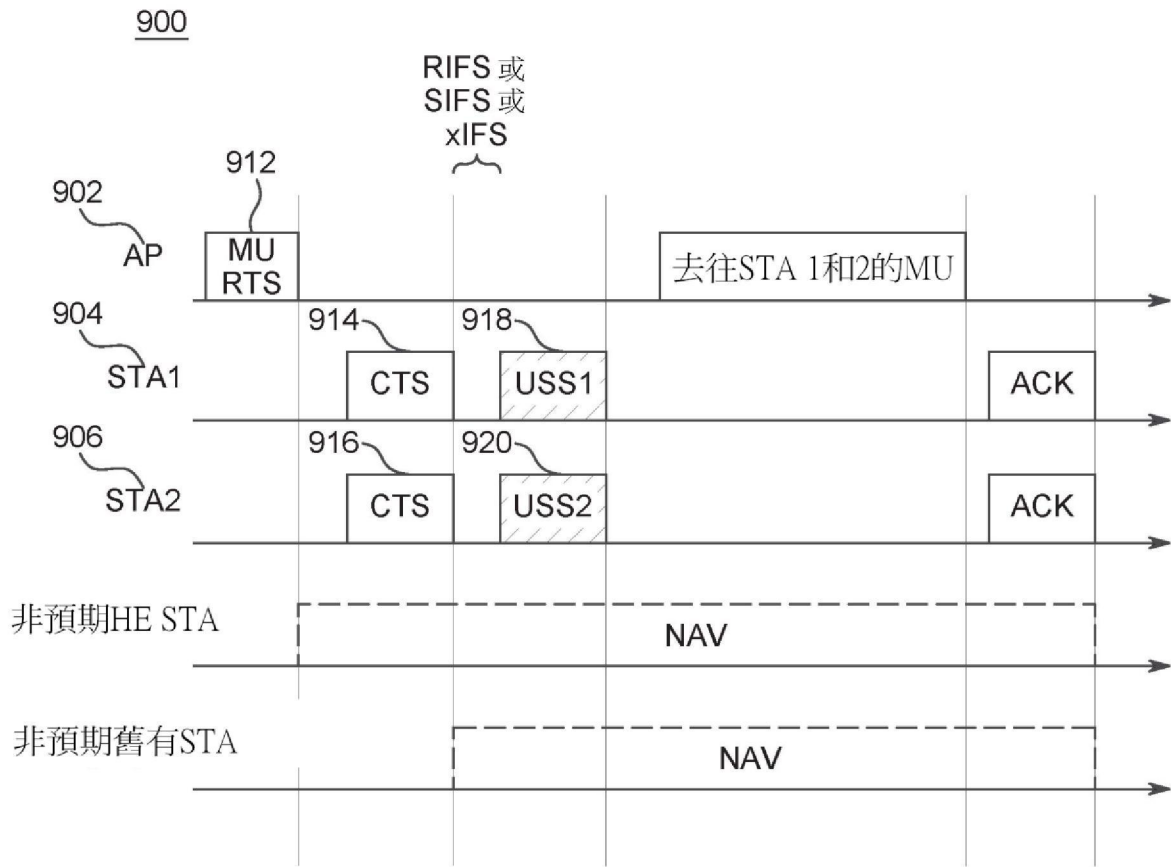 900
RIFS 或
SIFS 或
xIFS
912
902
AP
MU
RTS
去往STA 1和2的MU
904
914
918
STA1
CTS
USS1
ACK
906
916
920
STA2
CTS
USS2
ACK
非預期HE STA
NAV
非預期舊有STA
NAV